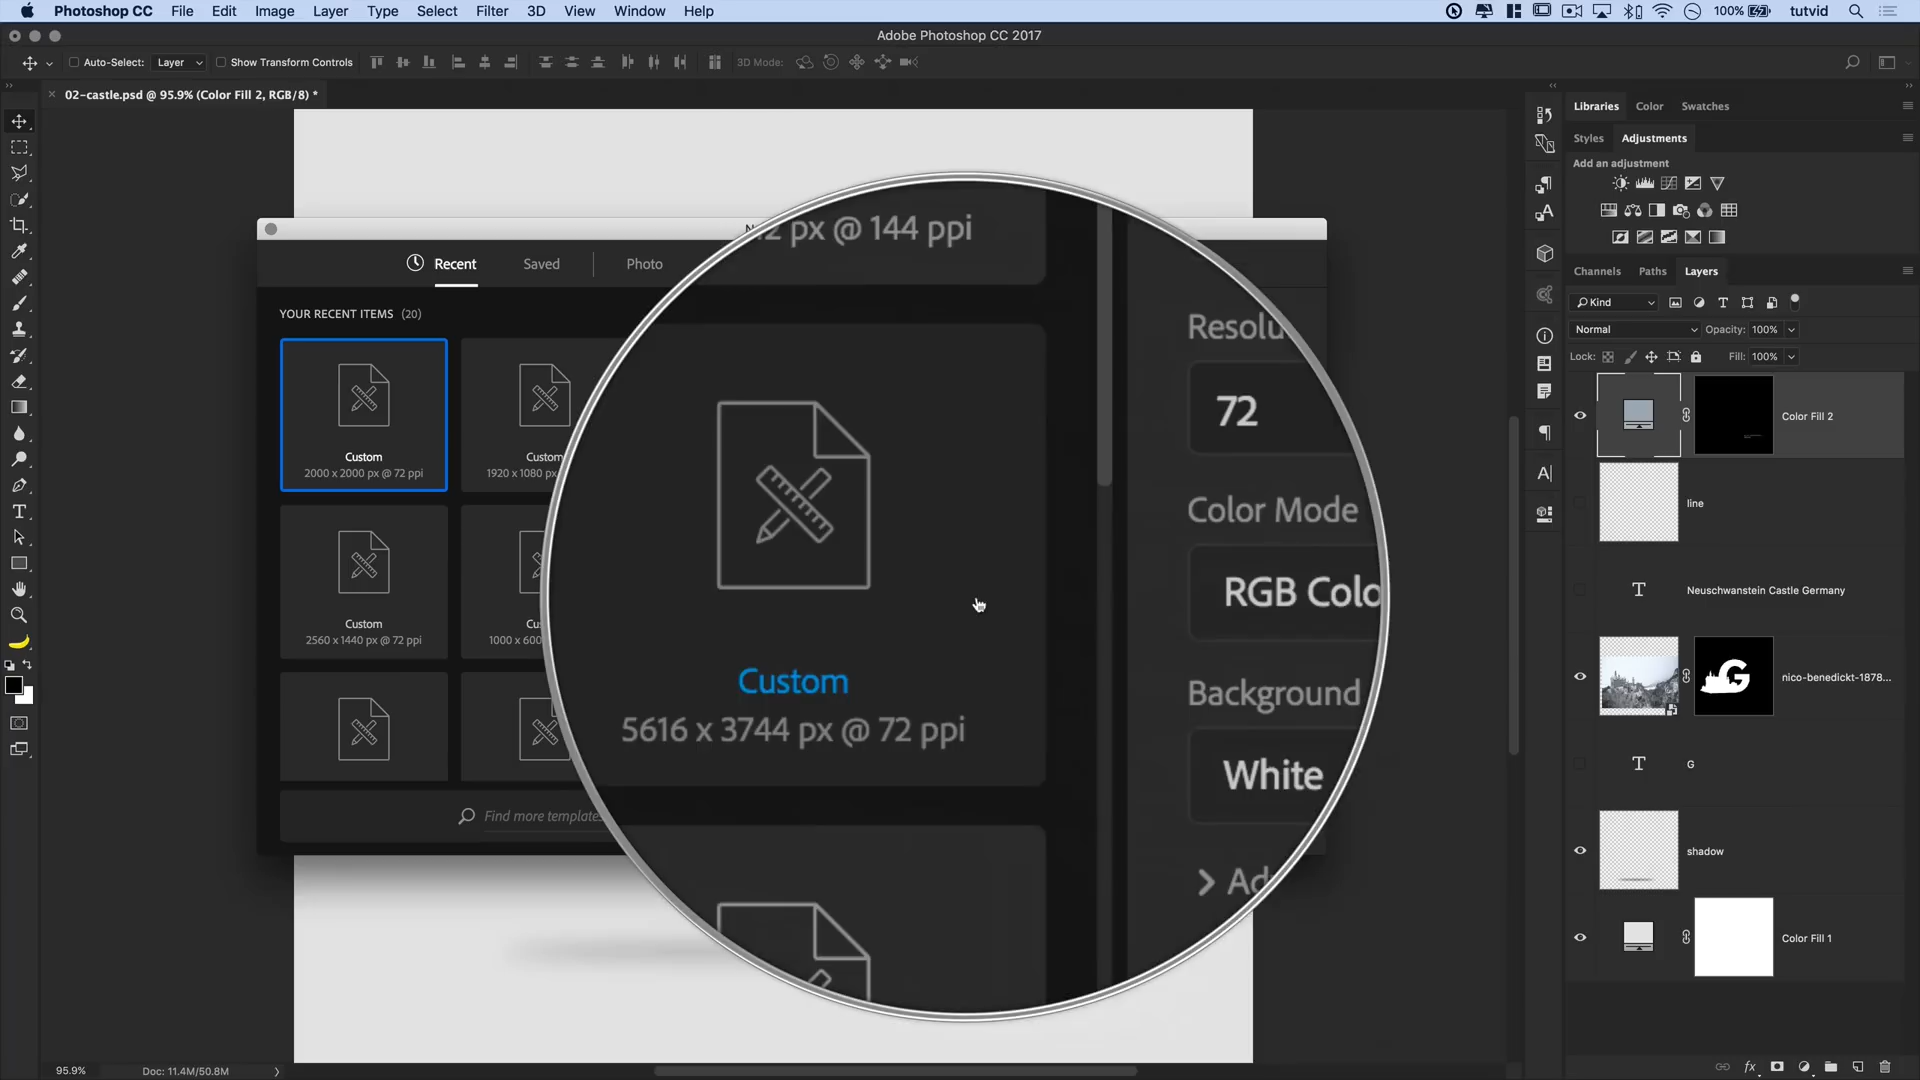 Photoshop CC File Edit Image Layer Type Select Filter 3D View Window Help 100% tutvid
Adobe Photoshop CC 2017
Auto-Select: Layer Show Transform Controls 3D Mode:
02-castle.psd @ 95.9% (Color Fill 2, RGB/8) *
Recent Saved Photo
YOUR RECENT ITEMS (20)
Custom
2000 x 2000 px @ 72 ppi
1920 x 1080 px
Custom
2560 x 1440 px @ 72 ppi
1000 x 600
Find more templates
px @ 144 ppi
Custom
5616 x 3744 px @ 72 ppi
72
Color Mode
RGB Colo
Background
White
Libraries Color Swatches
Styles Adjustments
Add an adjustment
Channels Paths Layers
Kind
Normal Opacity: 100%
Lock: Fill: 100%
Color Fill 2
line
T Neuschwanstein Castle Germany
G nico-benedickt-1878...
T G
shadow
Color Fill 1
95.9% Doc: 11.4M/50.8M